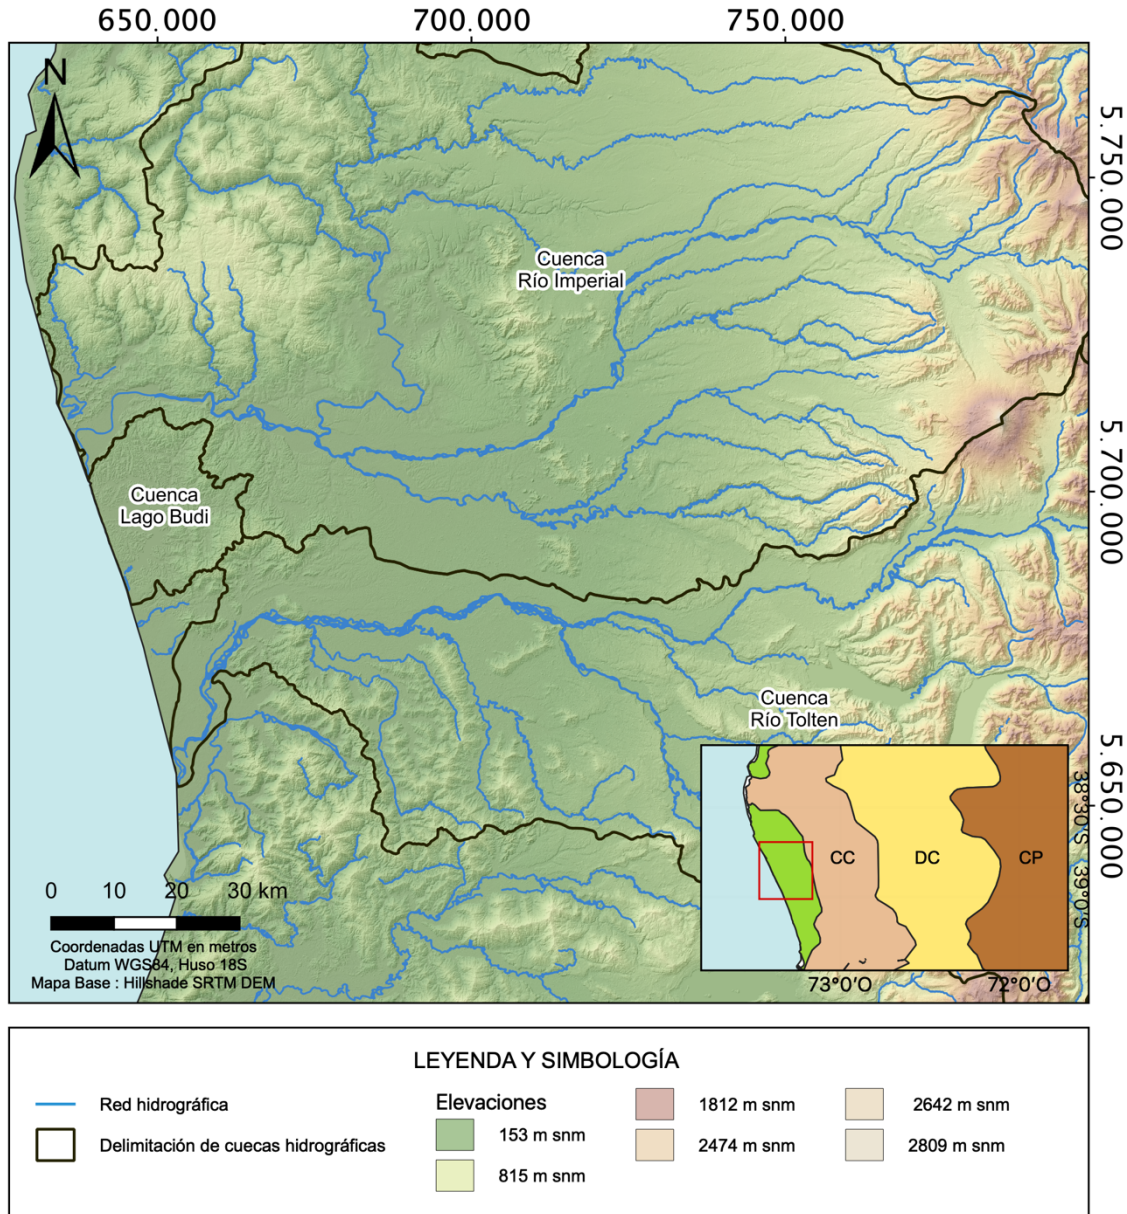 650.000 700.000 750.000
N
5.750.000
5.700.000
5.650.000
Cuenca
Río Imperial
Cuenca
Lago Budi
Cuenca
Río Tolten
CC DC CP
38°30'S
39°0'S
73°0'O 72°0'O
0 10 20 30 km
Coordenadas UTM en metros
Datum WGS84, Huso 18S
Mapa Base : Hillshade SRTM DEM
LEYENDA Y SIMBOLOGÍA
Red hidrográfica
Delimitación de cuecas hidrográficas
Elevaciones
153 m snm
815 m snm
1812 m snm
2474 m snm
2642 m snm
2809 m snm